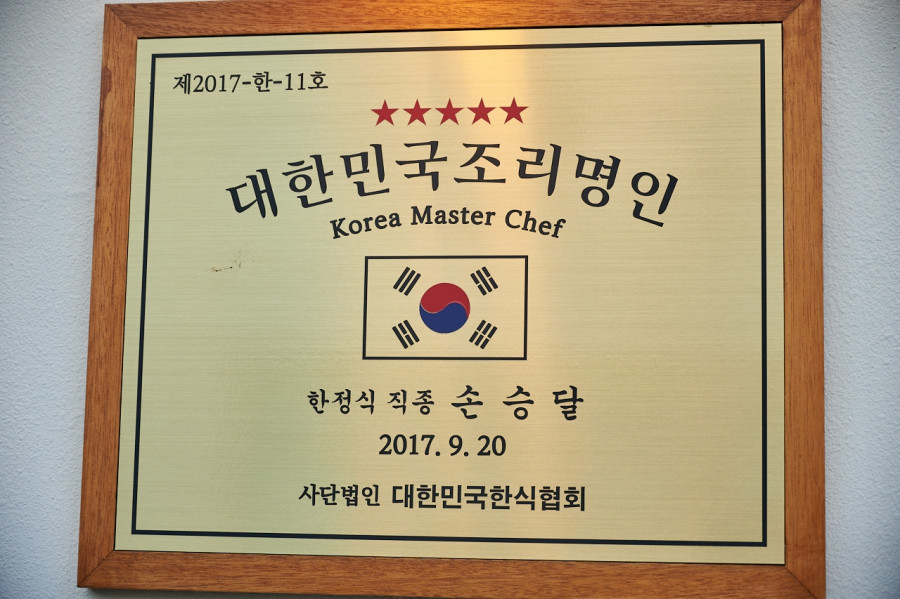 제2017-한-11호
대한민국조리명인
Korea Master Chef
한정식 직종 손승달
2017. 9. 20
사단법인 대한민국한식협회